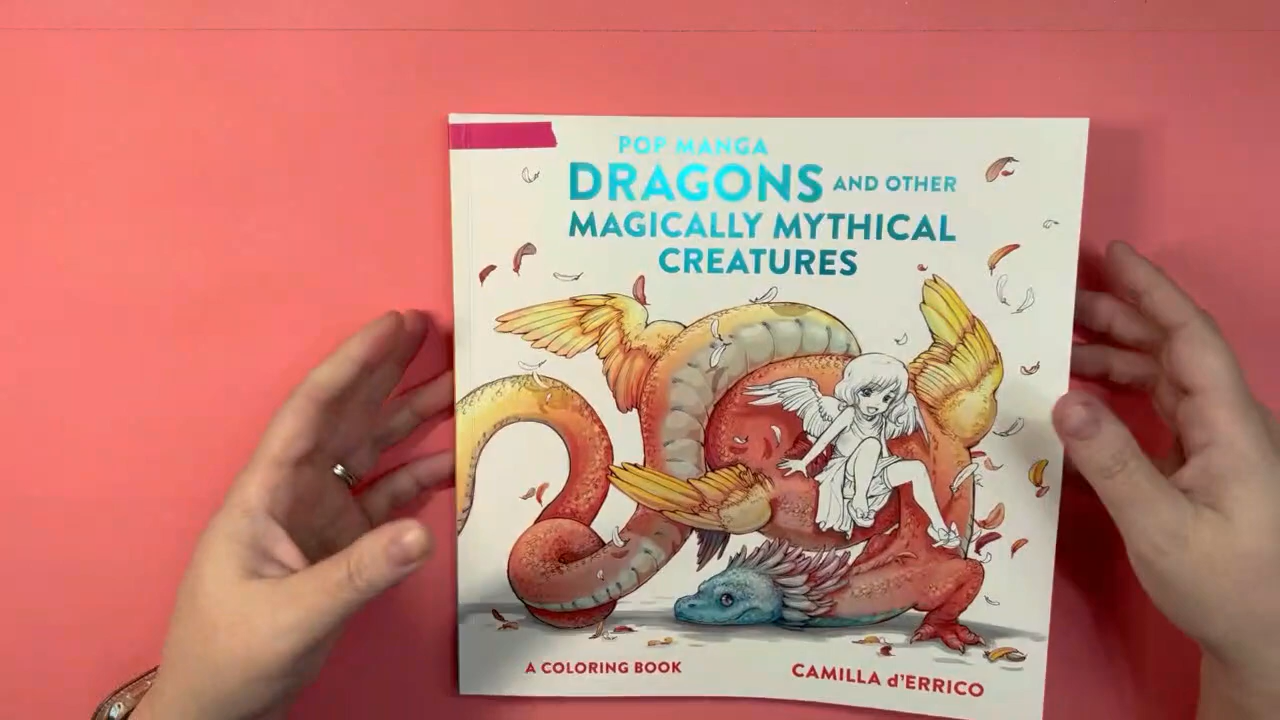 POP MANGA
DRAGONS AND OTHER
MAGICALLY MYTHICAL
CREATURES
A COLORING BOOK
CAMILLA d'ERRICO